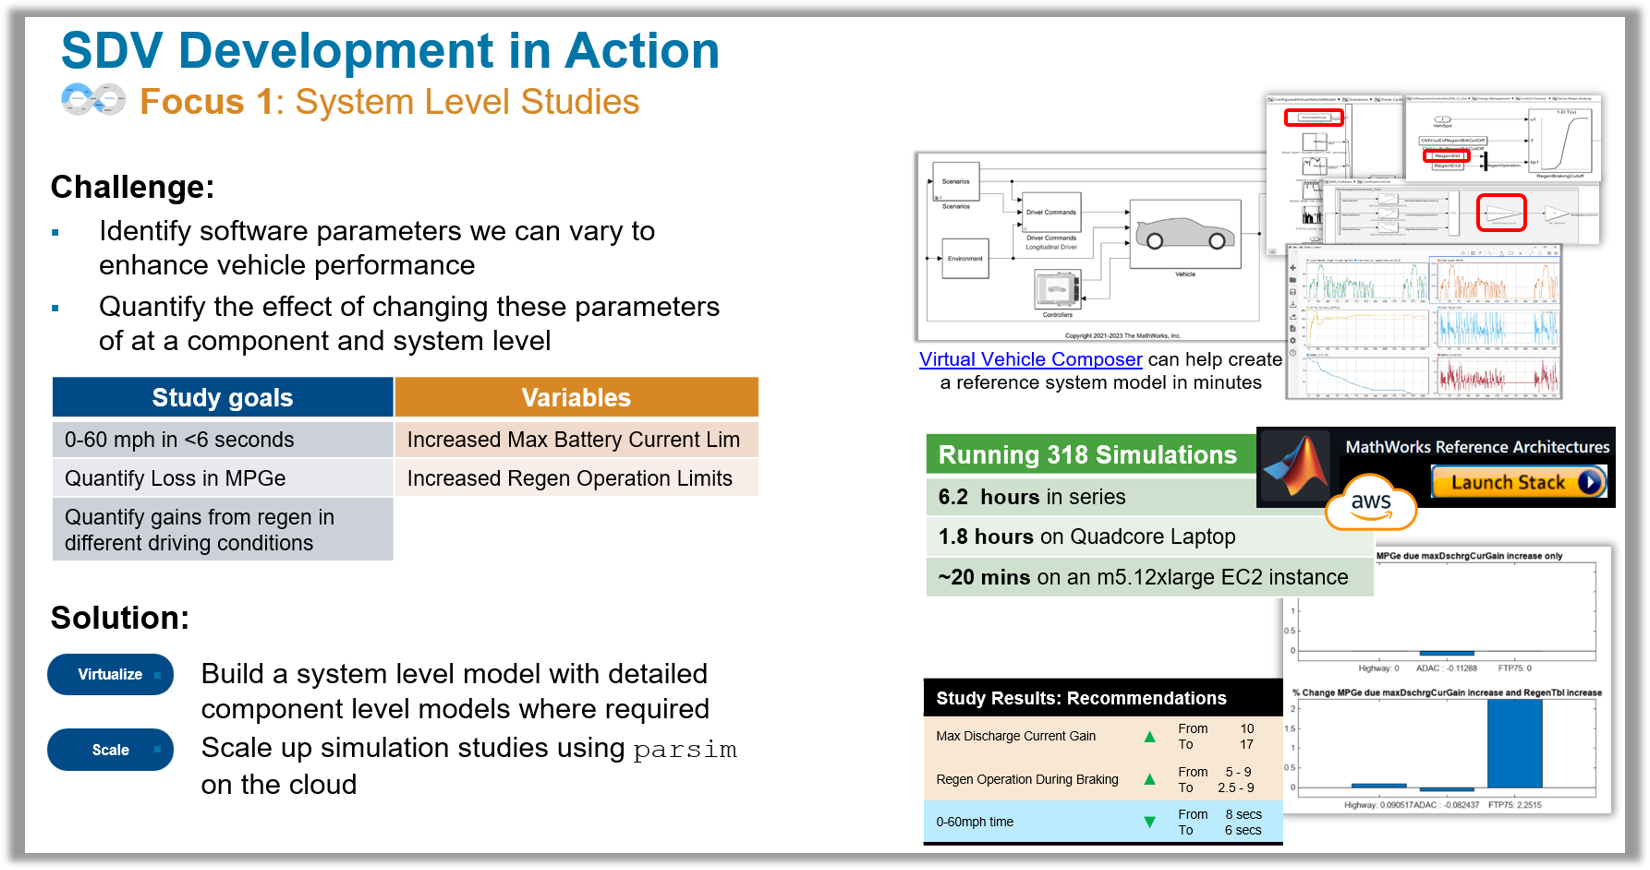 SDV Development in Action
Focus 1: System Level Studies
Challenge:
Identify software parameters we can vary to
enhance vehicle performance
Quantify the effect of changing these parameters
of at a component and system level
Study goals
Variables
0-60 mph in <6 seconds
Increased Max Battery Current Lim
Quantify Loss in MPGe
Increased Regen Operation Limits
Quantify gains from regen in
different driving conditions
Solution:
Virtualize
Build a system level model with detailed
component level models where required
Scale
Scale up simulation studies using parsim
on the cloud
Scenarios
Scenarios
Driver Commands
Driver Commands
Longitudinal Driver
Environment
Vehicle
Controllers
Copyright 2021-2023 The MathWorks, Inc.
VehSpd
1-D T(u)
u1
T
bp1
RegenBrakingCutoff
Virtual Vehicle Composer can help create
a reference system model in minutes
Running 318 Simulations
6.2 hours in series
1.8 hours on Quadcore Laptop
~20 mins on an m5.12xlarge EC2 instance
MathWorks Reference Architectures
Launch Stack
aws
MPGe due maxDschrgCurGain increase only
1
0.5
0
Highway: 0 ADAC : -0.11288 FTP75: 0
% Change MPGe due maxDschrgCurGain increase and RegenTbl increase
2
1.5
1
0.5
0
Highway: 0.090517ADAC : -0.082437 FTP75: 2.2515
Study Results: Recommendations
Max Discharge Current Gain
From 10
To 17
Regen Operation During Braking
From 5 - 9
To 2.5 - 9
0-60mph time
From 8 secs
To 6 secs